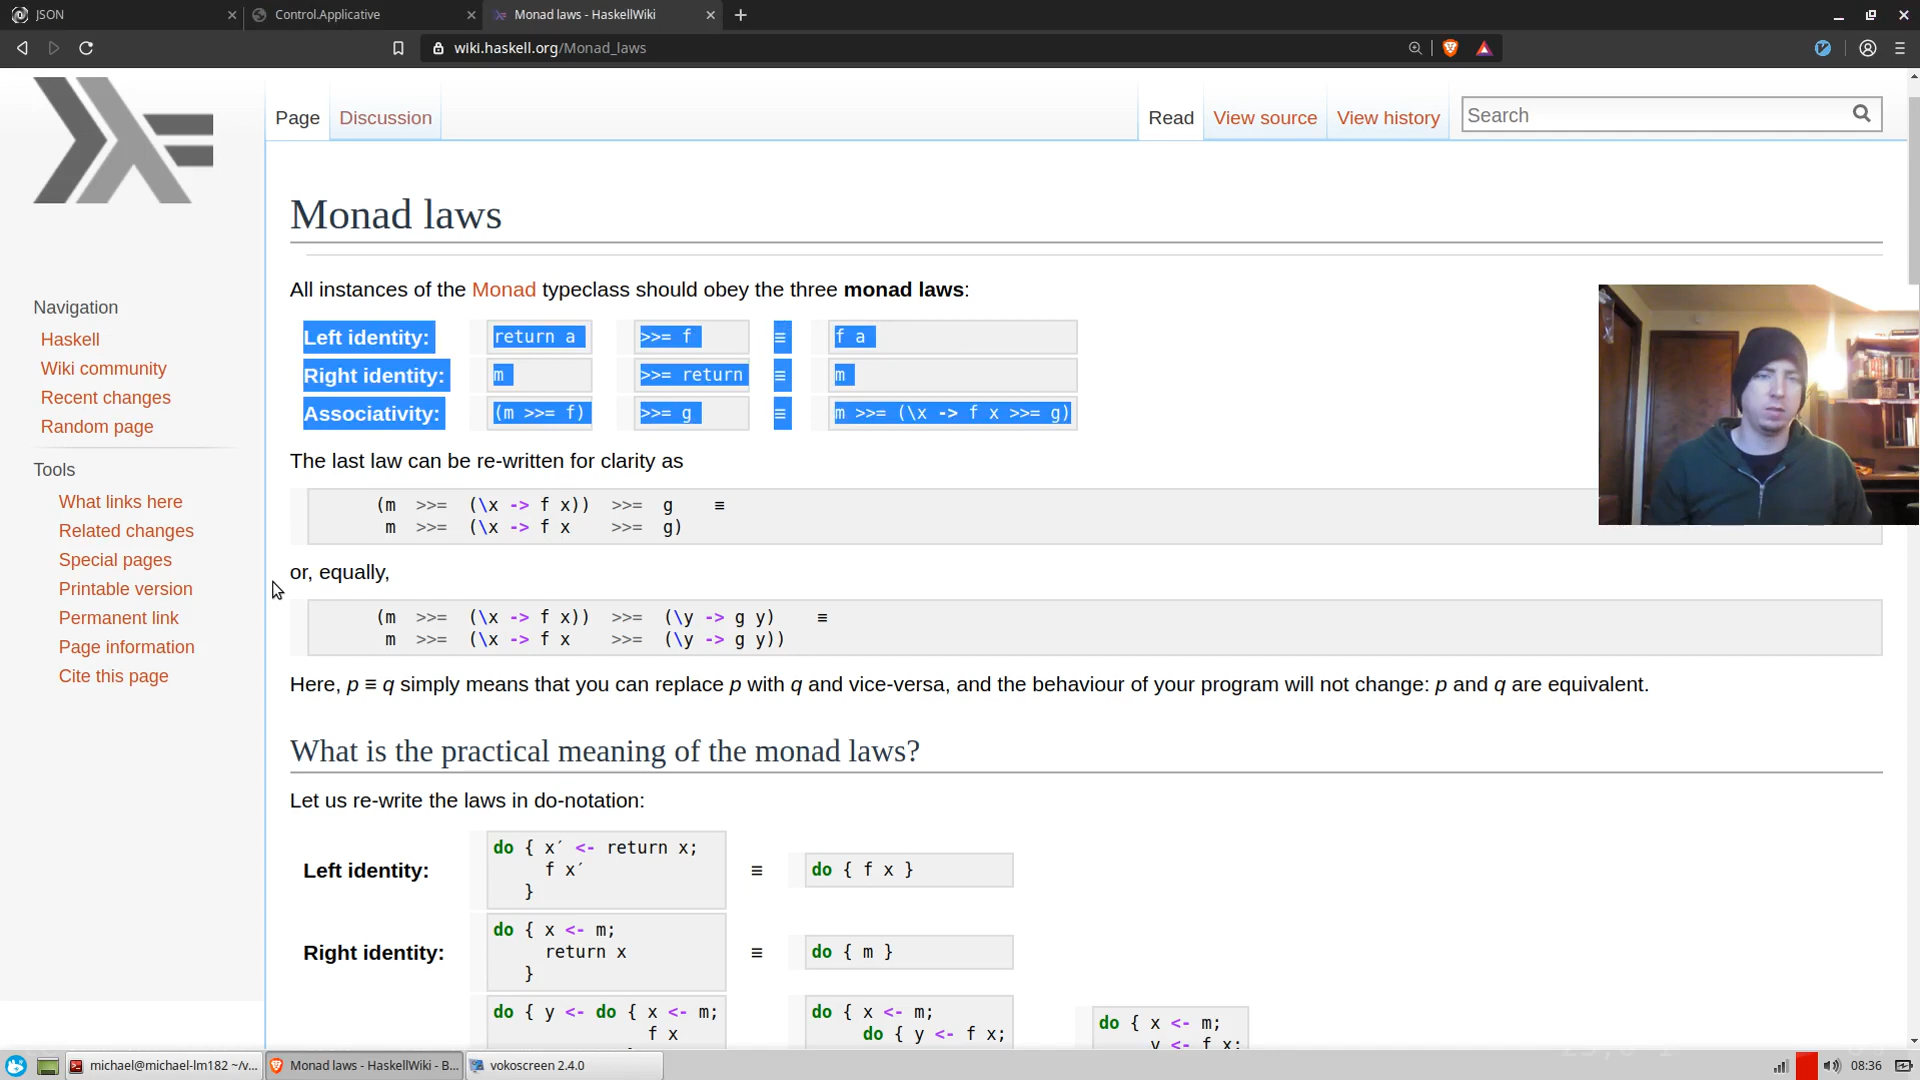 JSON
Control.Applicative
Monad laws - HaskellWiki
wiki.haskell.org/Monad_laws
Page
Discussion
Read
View source
View history
Search
Monad laws
All instances of the Monad typeclass should obey the three monad laws:
Left identity: return a >>= f ≡ f a
Right identity: m >>= return ≡ m
Associativity: (m >>= f) >>= g ≡ m >>= (\x -> f x >>= g)
The last law can be re-written for clarity as
(m >>= (\x -> f x)) >>= g ≡
m >>= (\x -> f x >>= g)
or, equally,
(m >>= (\x -> f x)) >>= (\y -> g y) ≡
m >>= (\x -> f x >>= (\y -> g y))
Here, p ≡ q simply means that you can replace p with q and vice-versa, and the behaviour of your program will not change: p and q are equivalent.
What is the practical meaning of the monad laws?
Let us re-write the laws in do-notation:
Left identity:
do { x′ <- return x;
f x′
}
≡
do { f x }
Right identity:
do { x <- m;
return x
}
≡
do { m }
do { y <- do { x <- m;
f x
do { x <- m;
do { y <- f x;
do { x <- m;
y <- f x;
Navigation
Haskell
Wiki community
Recent changes
Random page
Tools
What links here
Related changes
Special pages
Printable version
Permanent link
Page information
Cite this page
michael@michael-lm182 ~/v...
Monad laws - HaskellWiki - B...
vokoscreen 2.4.0
08:36